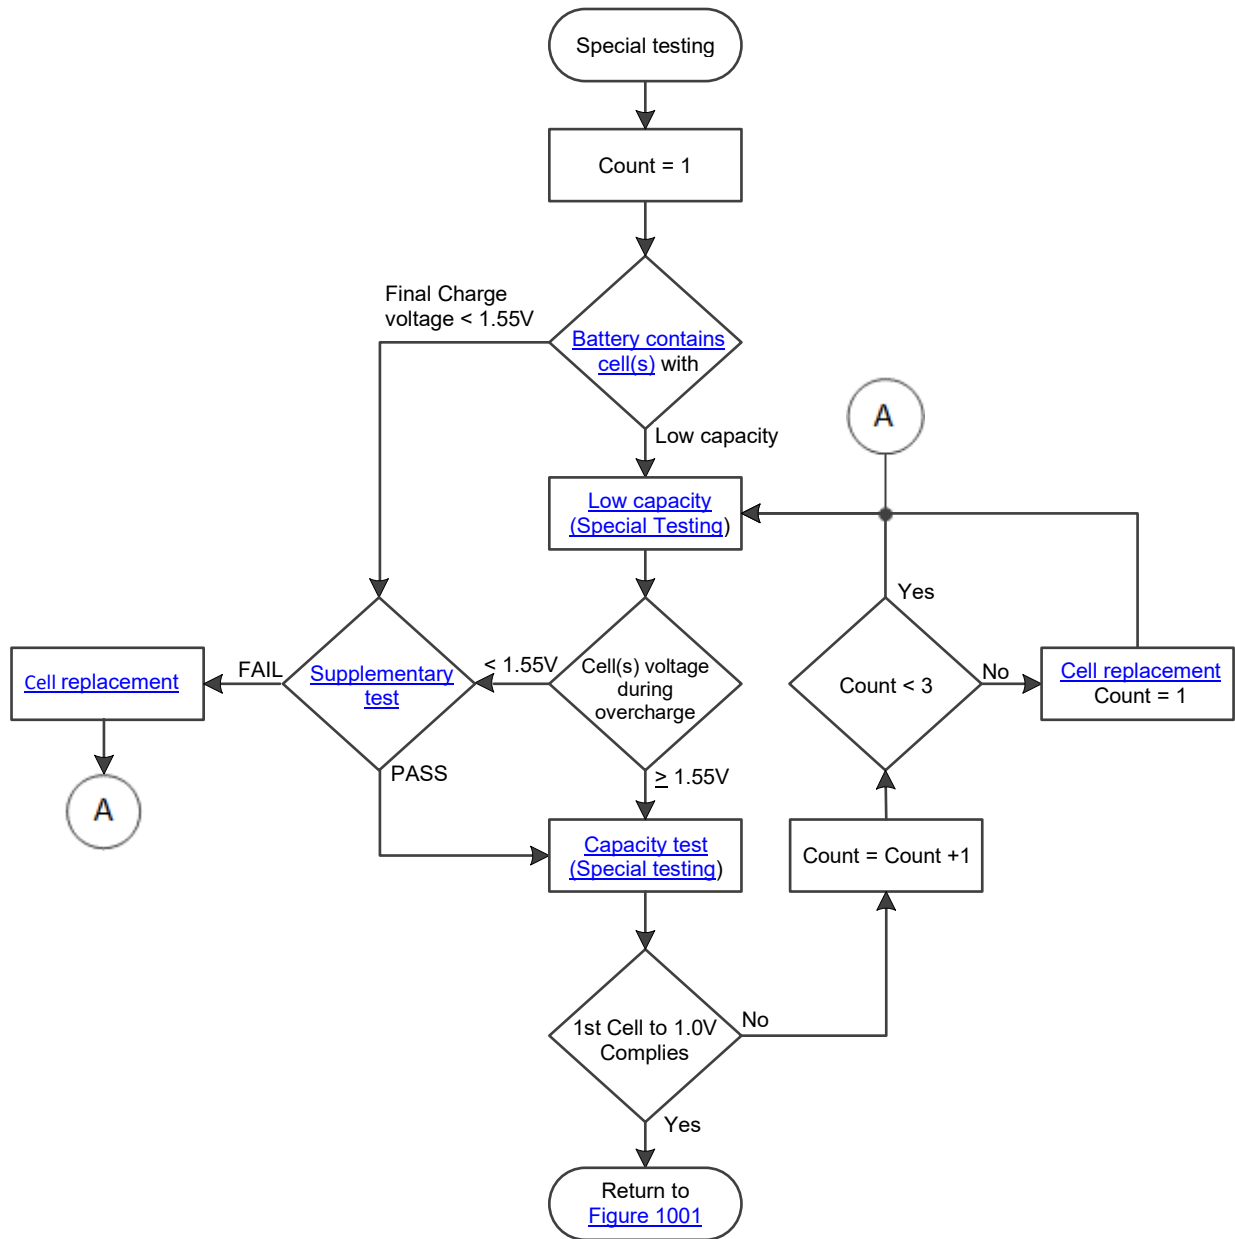 Special testing
Count = 1
Final Charge
voltage < 1.55V
Battery contains
cell(s) with
A
Low capacity
Low capacity
(Special Testing)
Yes
Cell replacement
FAIL
Supplementary
test
< 1.55V
Cell(s) voltage
during
overcharge
Count < 3
No
Cell replacement
Count = 1
PASS
≥ 1.55V
A
Capacity test
(Special testing)
Count = Count +1
1st Cell to 1.0V
Complies
No
Yes
Return to
Figure 1001